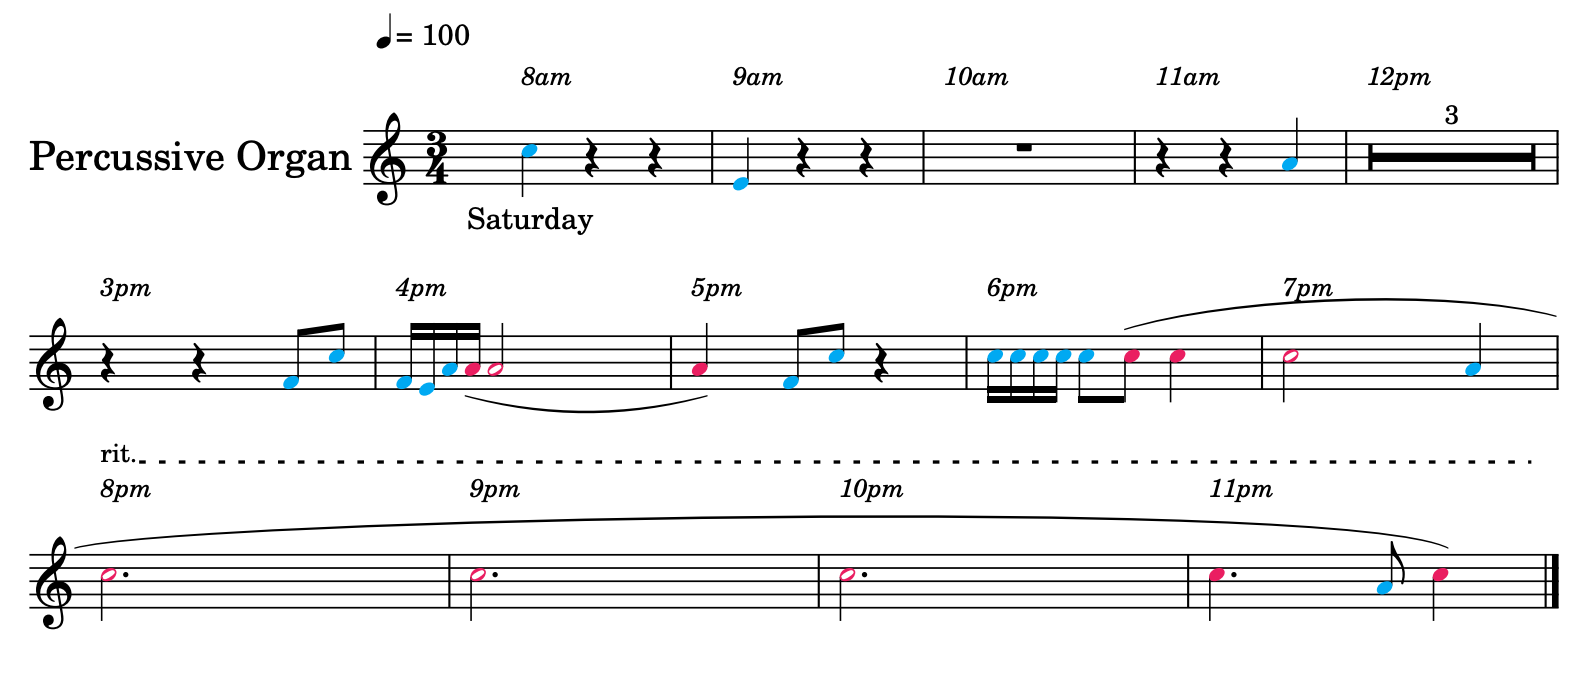 ♩= 100
8am 9am 10am 11am 12pm
3
Percussive Organ
3
4
Saturday
3pm 4pm 5pm 6pm 7pm
rit.
8pm 9pm 10pm 11pm